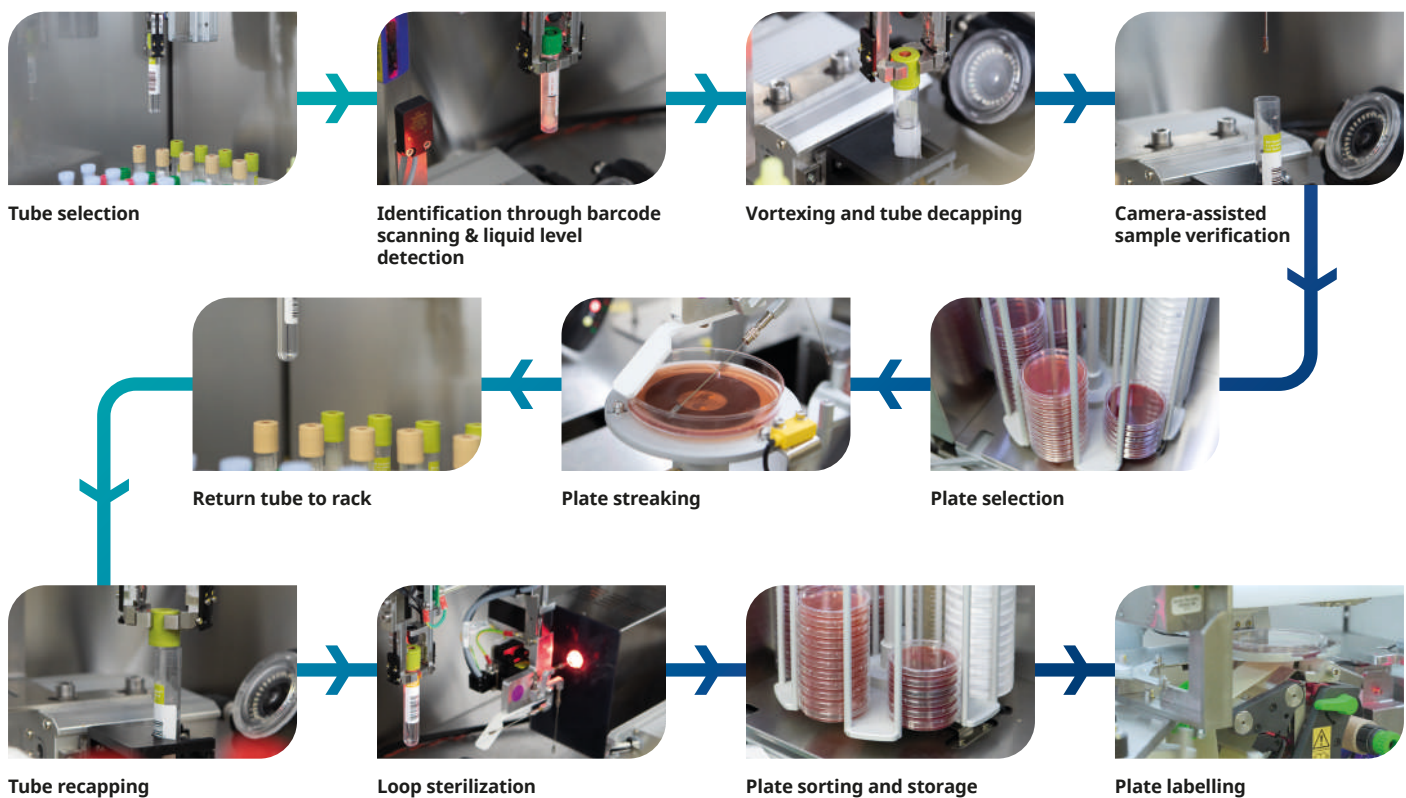 Tube selection
Identification through barcode
scanning & liquid level
detection
Vortexing and tube decapping
Camera-assisted
sample verification
Return tube to rack
Plate streaking
Plate selection
Tube recapping
Loop sterilization
Plate sorting and storage
Plate labelling